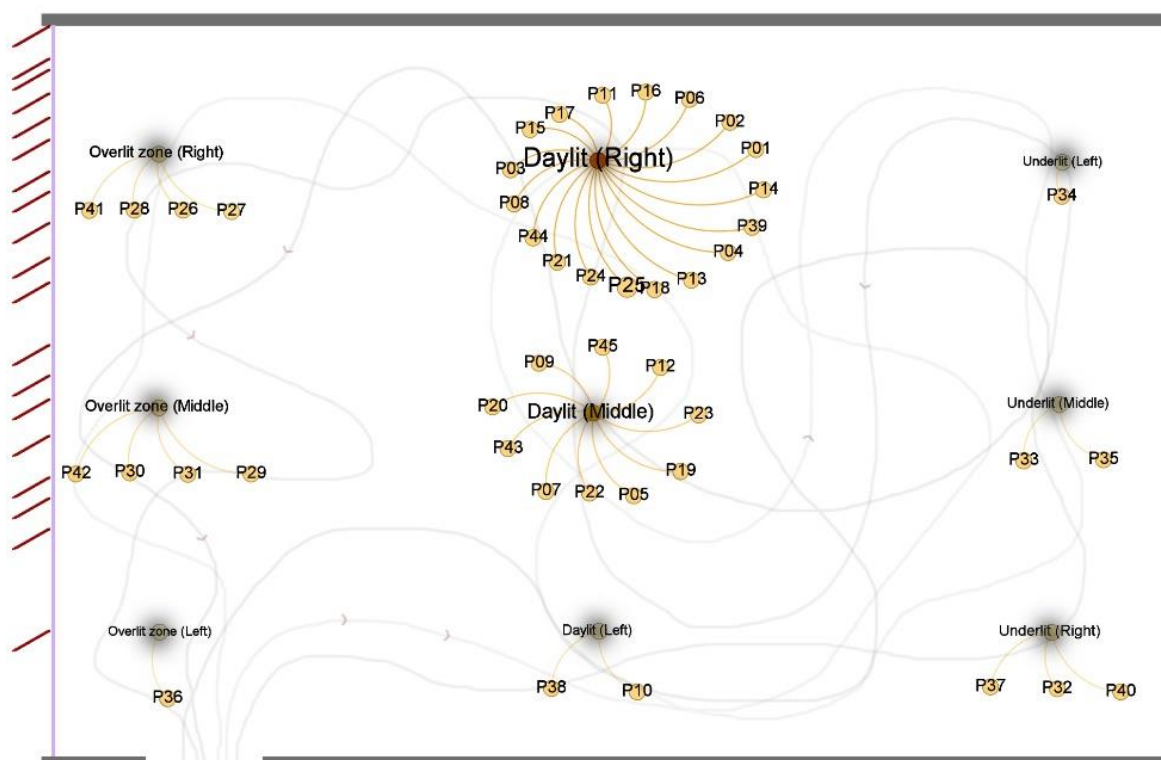 P11
P16
P06
P17
P02
P15
P01
Overlit zone (Right)
Daylit (Right)
Underlit (Left)
P03
P14
P34
P41
P28
P26
P27
P08
P39
P44
P04
P21
P24
P13
P25
P18
P45
P09
P12
Overlit zone (Middle)
P20
Daylit (Middle)
P23
Underlit (Middle)
P43
P42
P30
P31
P29
P19
P33
P35
P07
P22
P05
Overlit zone (Left)
Daylit (Left)
Underlit (Right)
P36
P38
P10
P37
P32
P40